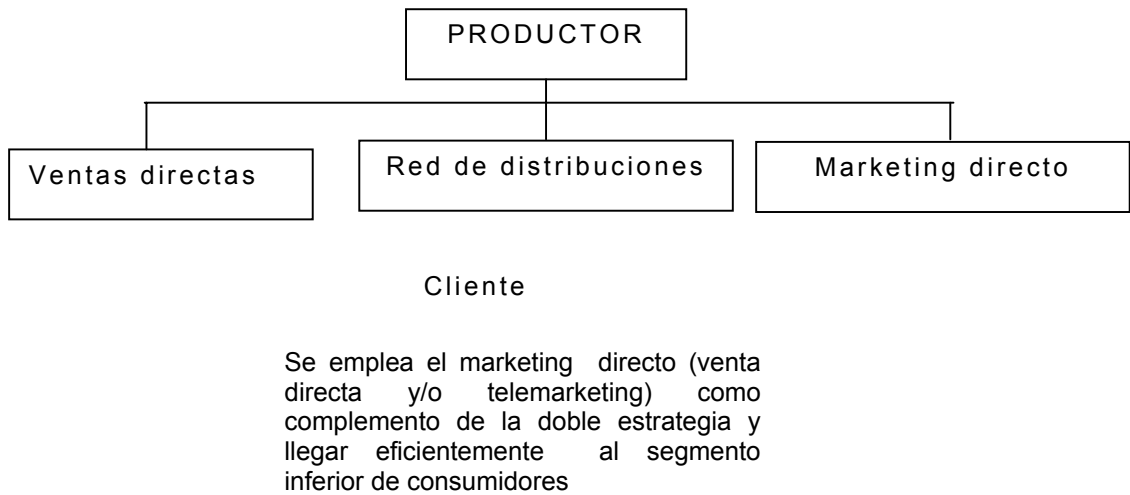 PRODUCTOR
Ventas directas
Red de distribuciones
Marketing directo
Cliente
Se emplea el marketing directo (venta
directa y/o telemarketing) como
complemento de la doble estrategia y
llegar eficientemente al segmento
inferior de consumidores